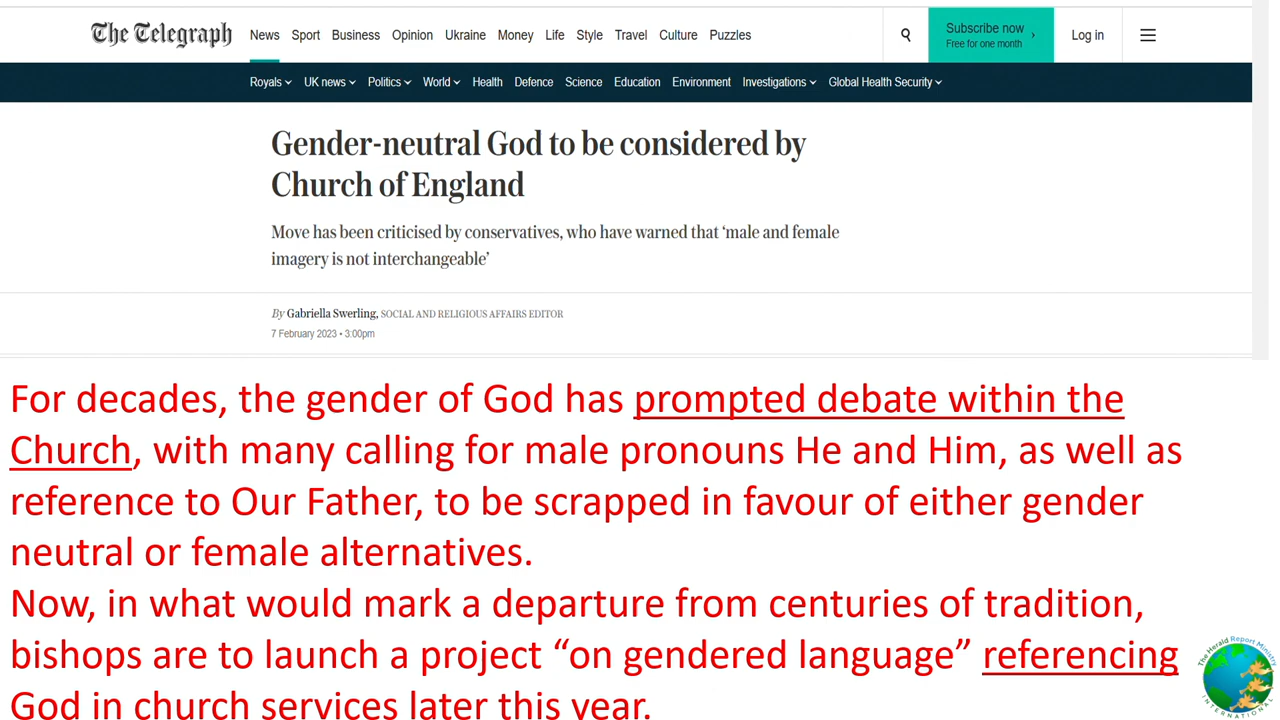 The Telegraph News Sport Business Opinion Ukraine Money Life Style Travel Culture Puzzles Subscribe now Free for one month Log in
Royals UK news Politics World Health Defence Science Education Environment Investigations Global Health Security
Gender-neutral God to be considered by
Church of England
Move has been criticised by conservatives, who have warned that ‘male and female
imagery is not interchangeable’
By Gabriella Swerling, SOCIAL AND RELIGIOUS AFFAIRS EDITOR
7 February 2023 • 3:00pm
For decades, the gender of God has prompted debate within the
Church, with many calling for male pronouns He and Him, as well as
reference to Our Father, to be scrapped in favour of either gender
neutral or female alternatives.
Now, in what would mark a departure from centuries of tradition,
bishops are to launch a project “on gendered language” referencing
God in church services later this year.
The Herald Report Ministry
INTERNATIONAL